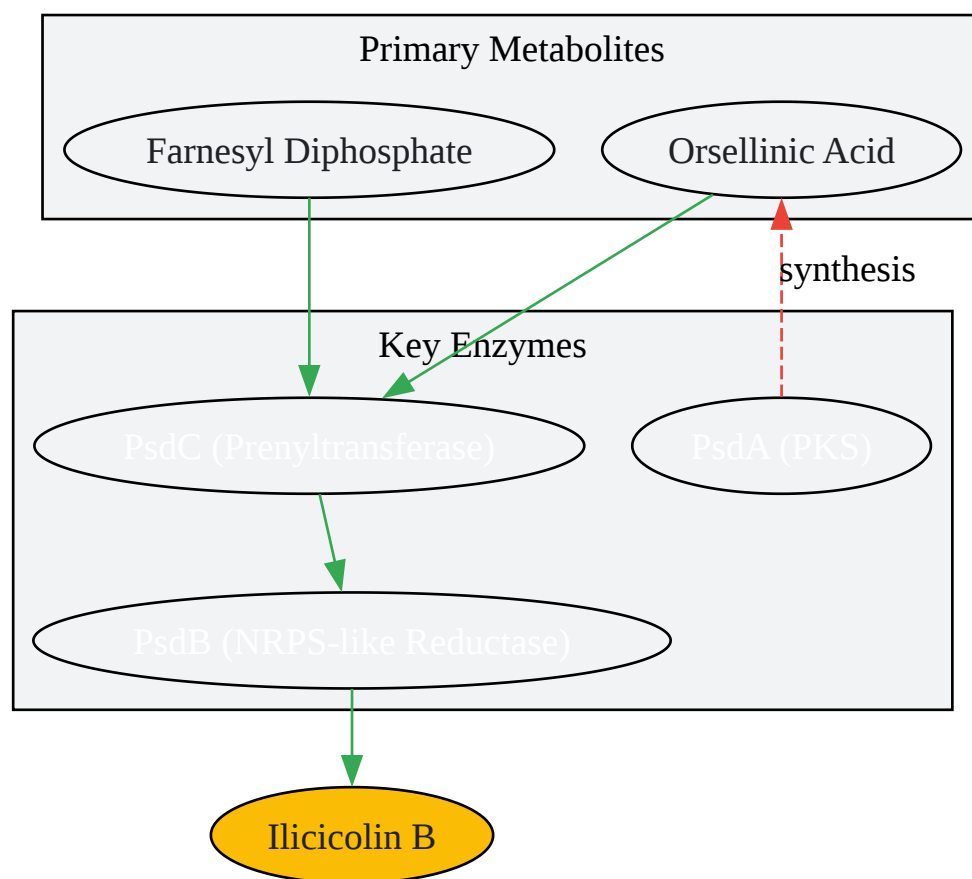 Primary Metabolites
Farnesyl Diphosphate
Orsellinic Acid
synthesis
Key Enzymes
PsdC (Prenyltransferase)
PsdA (PKS)
PsdB (NRPS-like Reductase)
Ilicicolin B